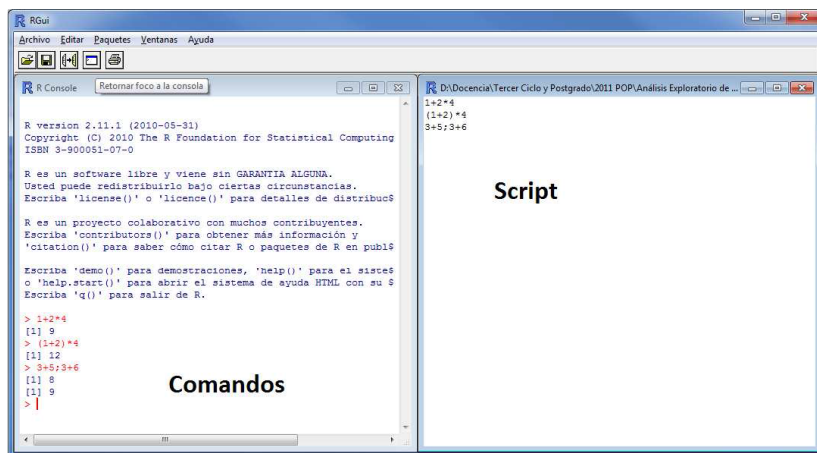 RGui
Archivo Editar Paquetes Ventanas Ayuda
R Console
Retornar foco a la consola
R version 2.11.1 (2010-05-31)
Copyright (C) 2010 The R Foundation for Statistical Computing
ISBN 3-900051-07-0
R es un software libre y viene sin GARANTIA ALGUNA.
Usted puede redistribuirlo bajo ciertas circunstancias.
Escriba 'license()' o 'licence()' para detalles de distribuc$
R es un proyecto colaborativo con muchos contribuyentes.
Escriba 'contributors()' para obtener más información y
'citation()' para saber cómo citar R o paquetes de R en publ$
Escriba 'demo()' para demostraciones, 'help()' para el siste$
o 'help.start()' para abrir el sistema de ayuda HTML con su $
Escriba 'q()' para salir de R.
> 1+2*4
[1] 9
> (1+2)*4
[1] 12
> 3+5;3+6
[1] 8
[1] 9
>
Comandos
D:\Docencia\Tercer Ciclo y Postgrado\2011 POP\Análisis Exploratorio de ...
1+2*4
(1+2)*4
3+5;3+6
Script